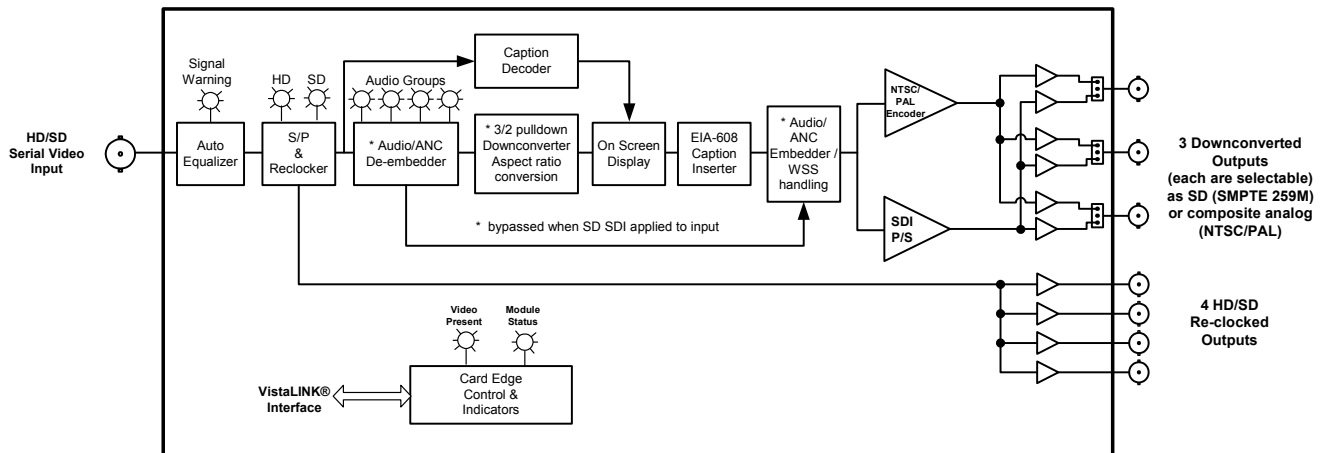 Signal
Warning
HD
SD
Audio Groups
Caption
Decoder
NTSC/
PAL
Encoder
HD/SD
Serial Video
Input
Auto
Equalizer
S/P
&
Reclocker
* Audio/ANC
De-embedder
* 3/2 pulldown
Downconverter
Aspect ratio
conversion
On Screen
Display
EIA-608
Caption
Inserter
* Audio/
ANC
Embedder /
WSS
handling
SDI
P/S
* bypassed when SD SDI applied to input
3 Downconverted
Outputs
(each are selectable)
as SD (SMPTE 259M)
or composite analog
(NTSC/PAL)
4 HD/SD
Re-clocked
Outputs
Video
Present
Module
Status
VistaLINK®
Interface
Card Edge
Control &
Indicators